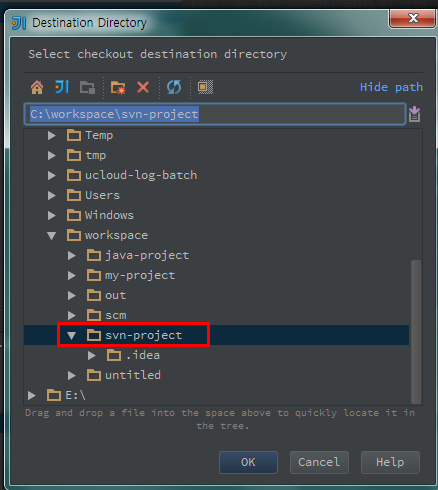 Destination Directory
Select checkout destination directory
Hide path
C:\workspace\svn-project
Temp
tmp
ucloud-log-batch
Users
Windows
workspace
java-project
my-project
out
scm
svn-project
.idea
untitled
E:\
Drag and drop a file into the space above to quickly locate it in
the tree.
OK Cancel Help